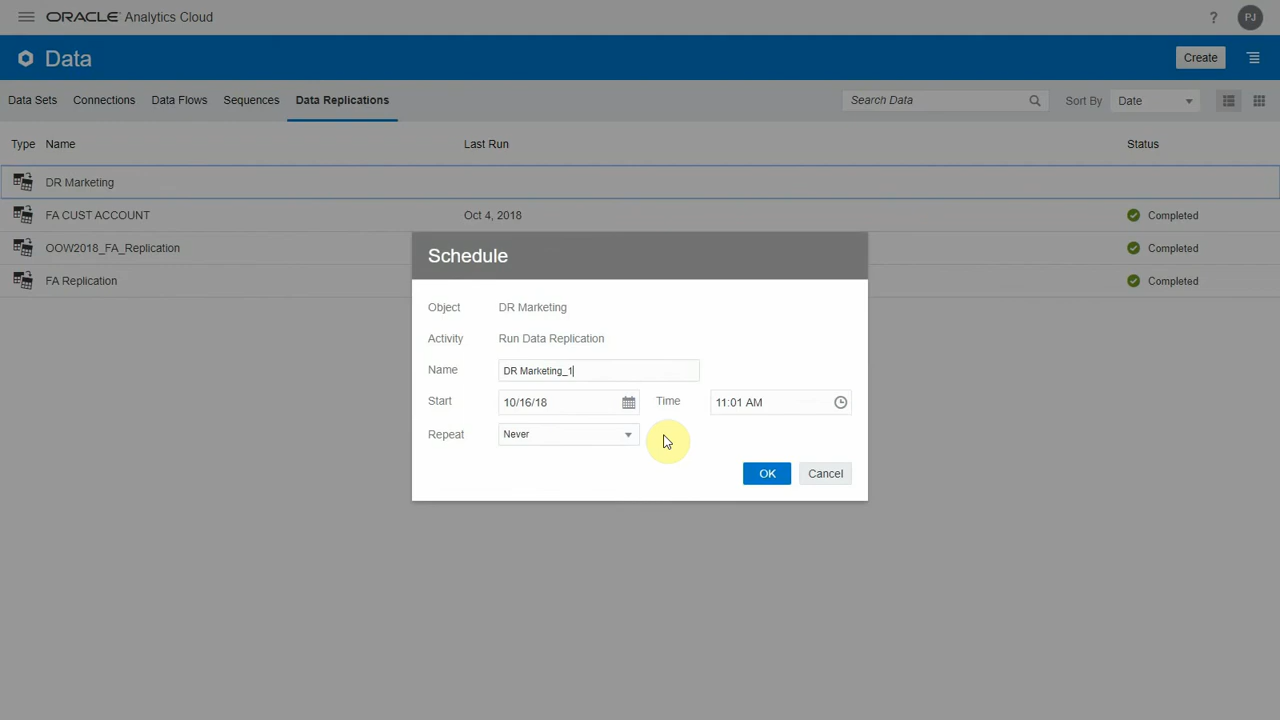 ORACLE Analytics Cloud ? PJ
Data Create
Data Sets Connections Data Flows Sequences Data Replications Search Data Sort By Date
Type Name Last Run Status
DR Marketing
FA CUST ACCOUNT Oct 4, 2018 Completed
OOW2018_FA_Replication Completed
FA Replication Completed
Schedule
Object DR Marketing
Activity Run Data Replication
Name DR Marketing_1
Start 10/16/18 Time 11:01 AM
Repeat Never
OK Cancel